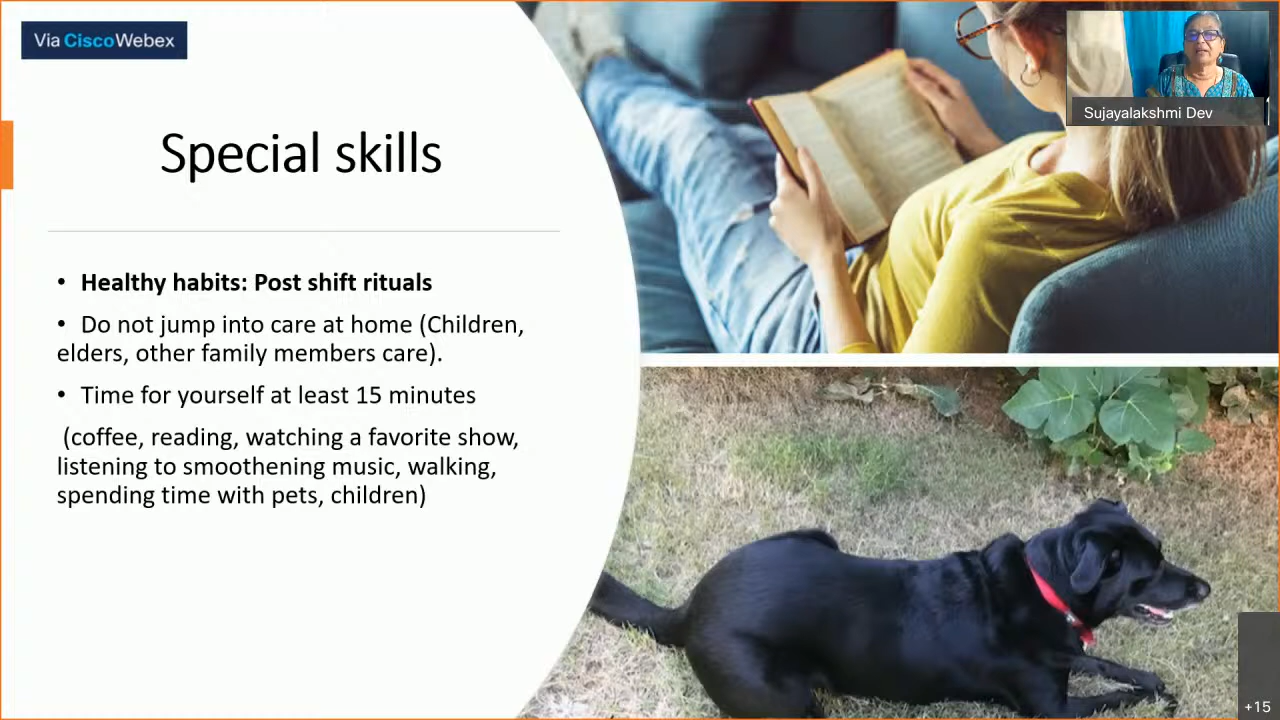 Via CiscoWebex
Sujayalakshmi Dev
Special skills
• Healthy habits: Post shift rituals
• Do not jump into care at home (Children,
elders, other family members care).
• Time for yourself at least 15 minutes
(coffee, reading, watching a favorite show,
listening to smoothening music, walking,
spending time with pets, children)
+15